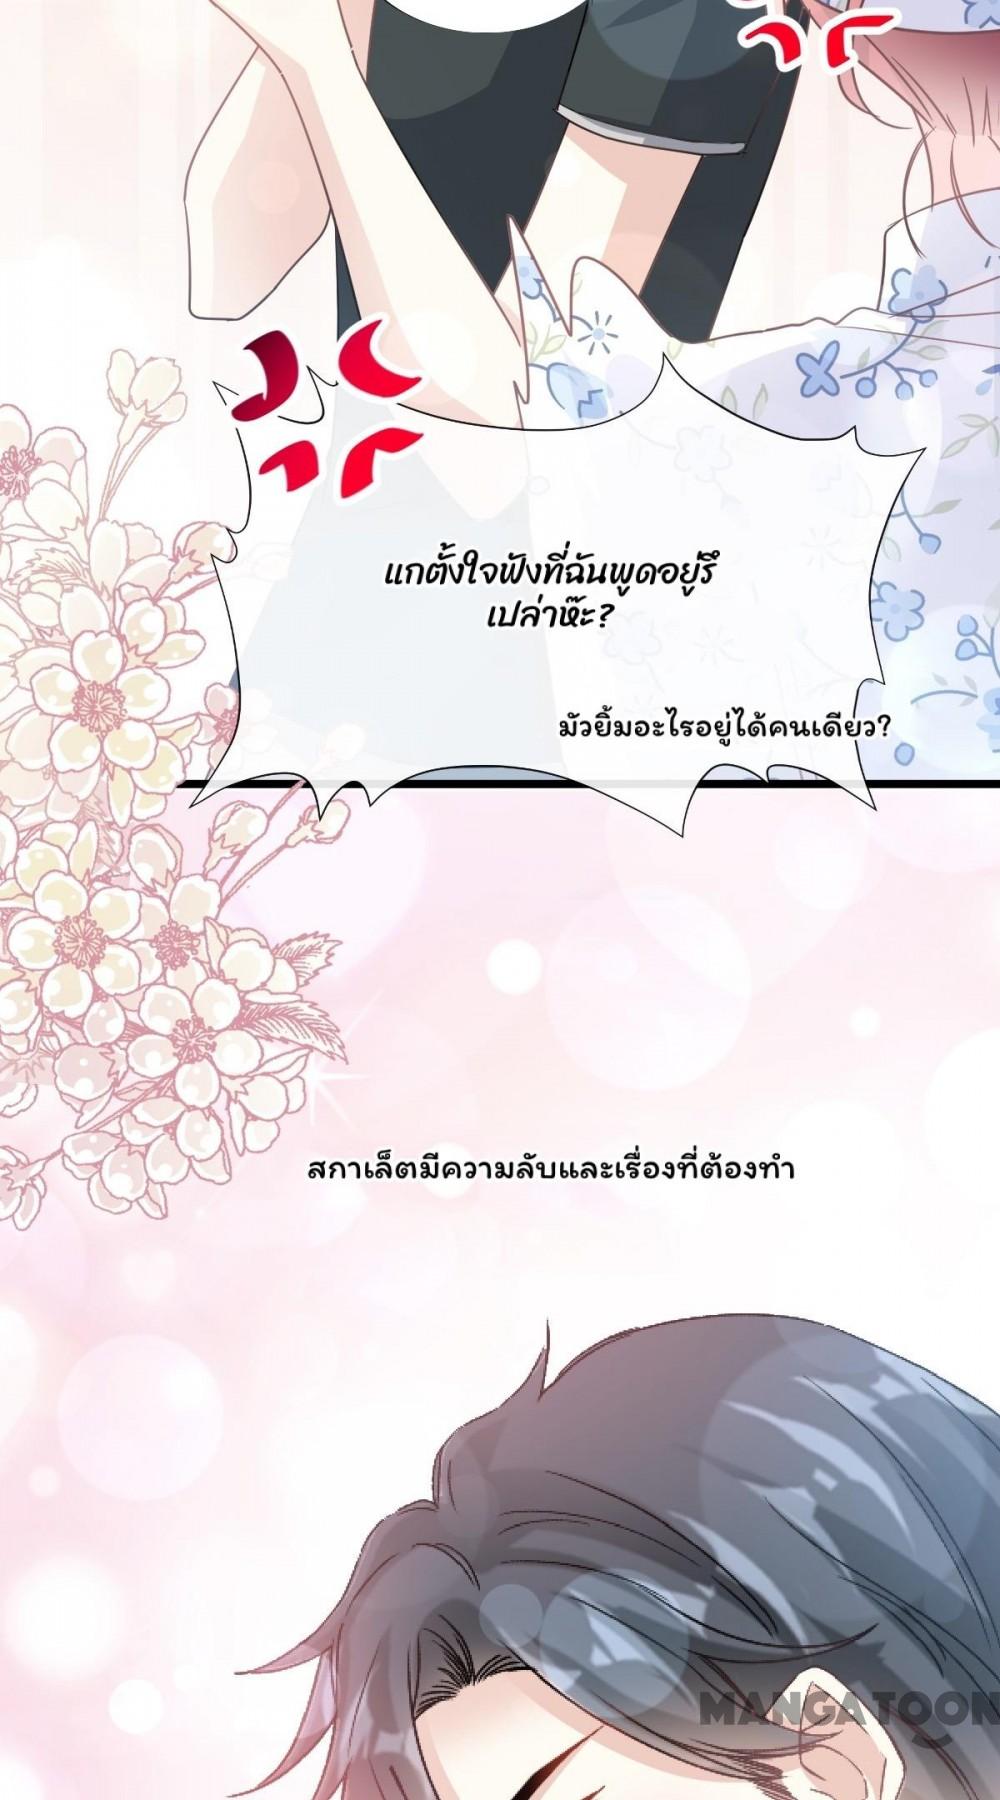 แกตั้งใจฟังที่ฉันพูดอยู่รึ
เปล่าห๊ะ?
มัวยิ้มอะไรอยู่ได้คนเดียว?
สกาเล็ตมีความลับและเรื่องที่ต้องทำ
MANGATOON